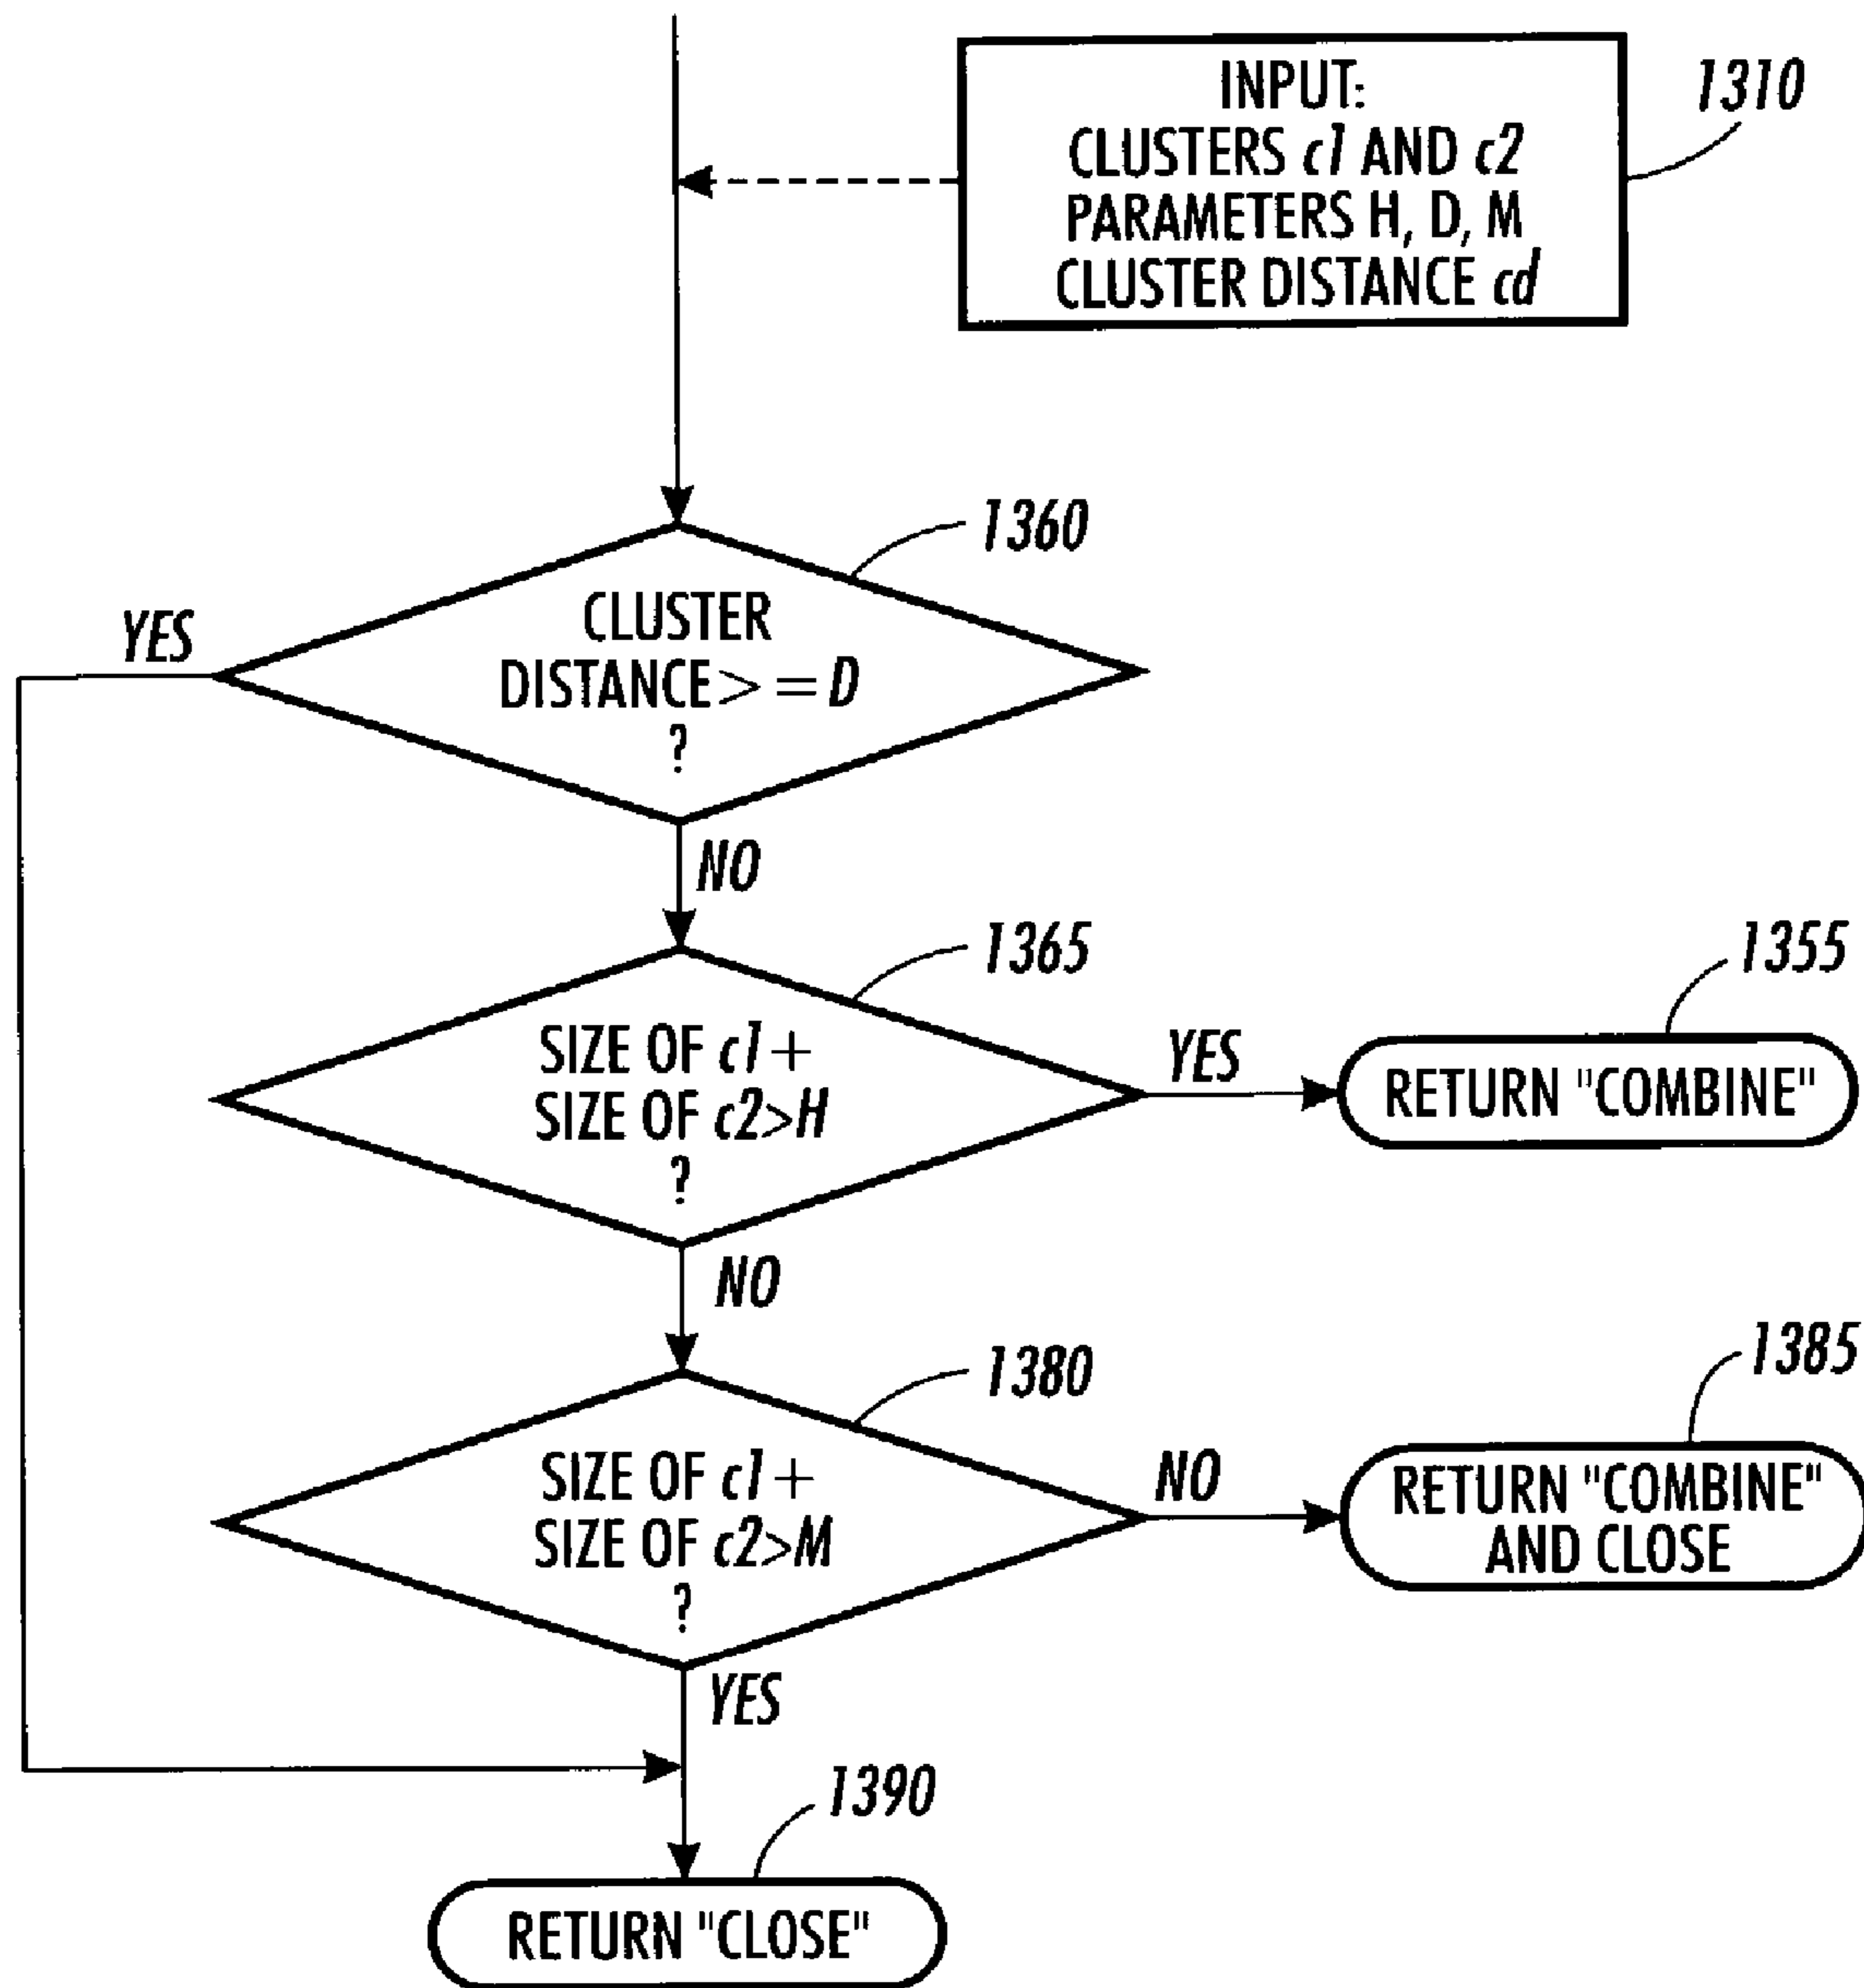 INPUT:
CLUSTERS c1 AND c2
PARAMETERS H, D, M
CLUSTER DISTANCE cd
1310
1360
CLUSTER
DISTANCE > = D
?
YES
NO
1365
SIZE OF c1 +
SIZE OF c2>H
?
YES
1355
RETURN "COMBINE"
NO
1380
SIZE OF c1 +
SIZE OF c2>M
?
NO
1385
RETURN "COMBINE"
AND CLOSE
YES
1390
RETURN "CLOSE"